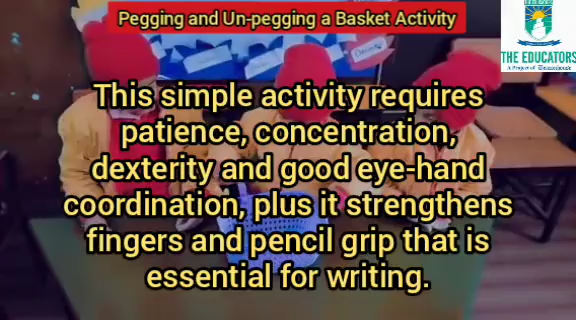 Pegging and Un-pegging a Basket Activity
THE EDUCATORS
This simple activity requires
patience, concentration,
dexterity and good eye-hand
coordination, plus it strengthens
fingers and pencil grip that is
essential for writing.